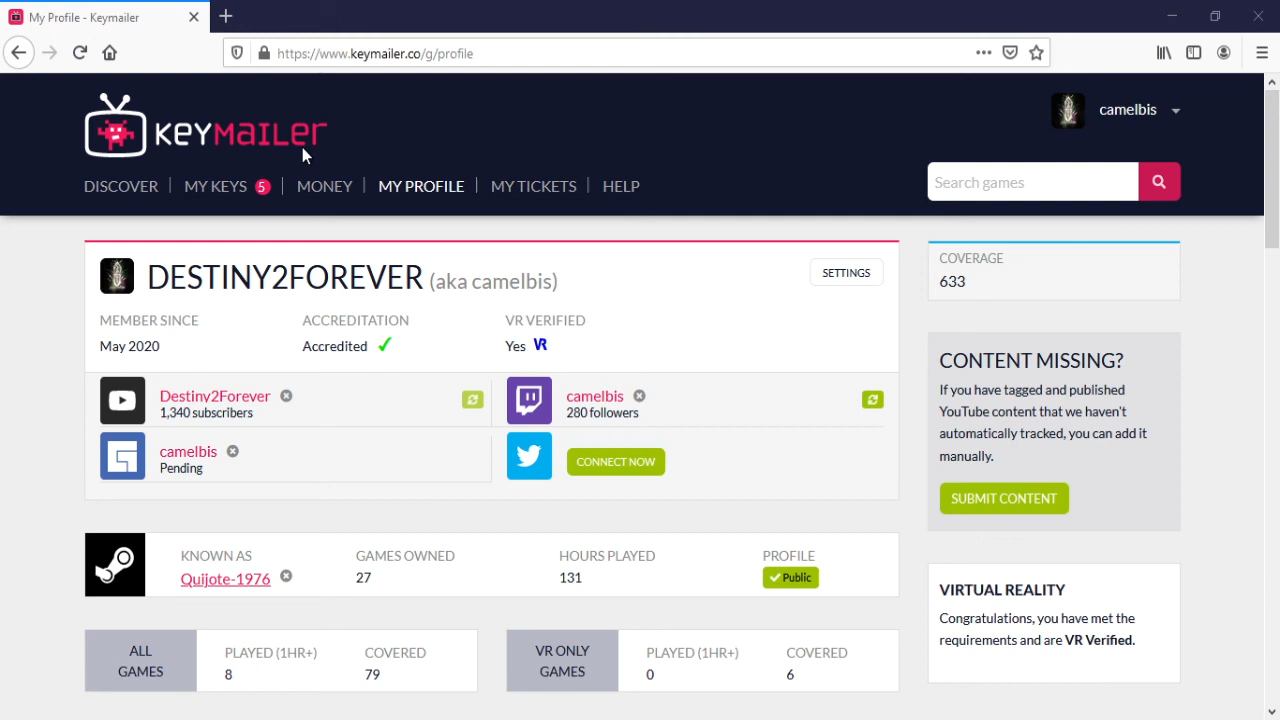 My Profile - Keymailer
https://www.keymailer.co/g/profile
KEYMAILER
camelbis
DISCOVER MY KEYS 5 MONEY MY PROFILE MY TICKETS HELP
Search games
DESTINY2FOREVER (aka camelbis)
SETTINGS
MEMBER SINCE ACCREDITATION VR VERIFIED
May 2020 Accredited Yes VR
Destiny2Forever
1,340 subscribers
camelbis
280 followers
camelbis
Pending
CONNECT NOW
KNOWN AS GAMES OWNED HOURS PLAYED PROFILE
Quijote-1976 27 131 Public
ALL
GAMES
PLAYED (1HR+) COVERED
8 79
VR ONLY
GAMES
PLAYED (1HR+) COVERED
0 6
COVERAGE
633
CONTENT MISSING?
If you have tagged and published
YouTube content that we haven't
automatically tracked, you can add it
manually.
SUBMIT CONTENT
VIRTUAL REALITY
Congratulations, you have met the
requirements and are VR Verified.